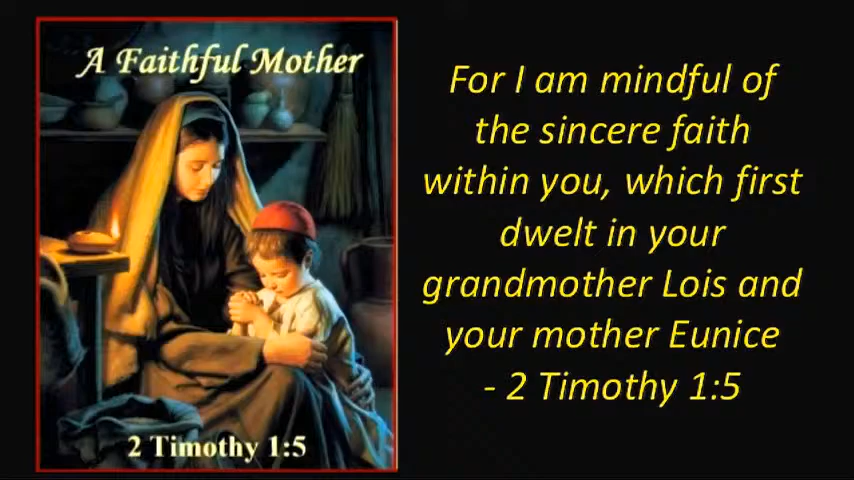 A Faithful Mother
2 Timothy 1:5
For I am mindful of
the sincere faith
within you, which first
dwelt in your
grandmother Lois and
your mother Eunice
- 2 Timothy 1:5